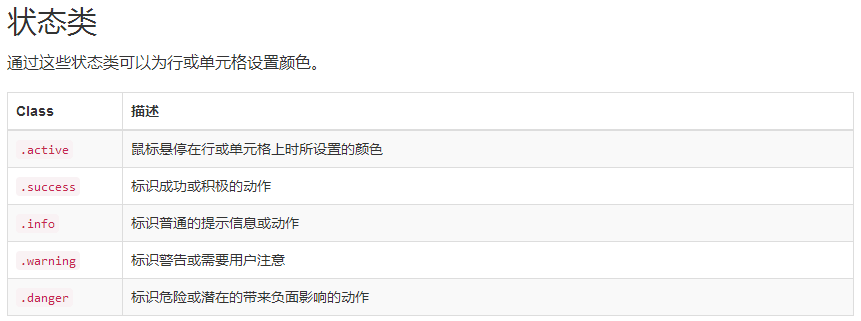 状态类
通过这些状态类可以为行或单元格设置颜色。
Class 描述
.active 鼠标悬停在行或单元格上时所设置的颜色
.success 标识成功或积极的动作
.info 标识普通的提示信息或动作
.warning 标识警告或需要用户注意
.danger 标识危险或潜在的带来负面影响的动作